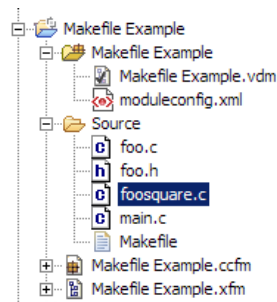 Makefile Example
Makefile Example
Makefile Example.vdm
moduleconfig.xml
Source
foo.c
foo.h
foosquare.c
main.c
Makefile
Makefile Example.ccfm
Makefile Example.xfm